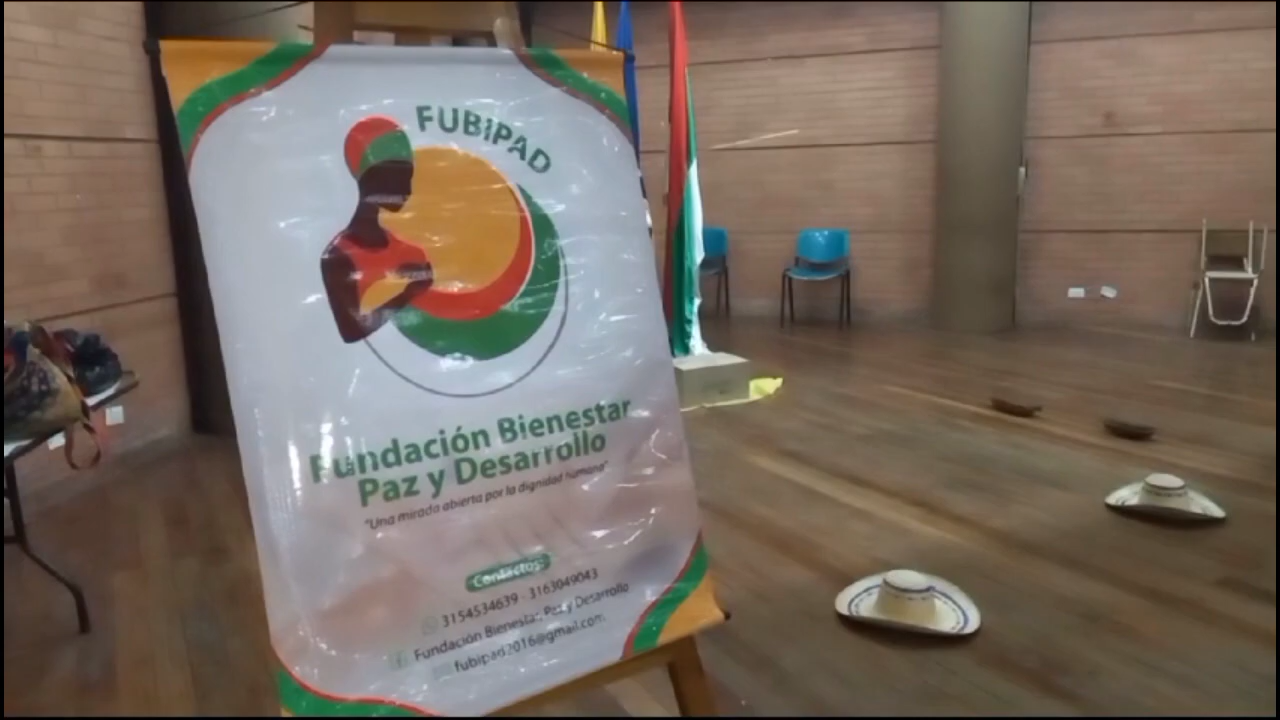 FUBIPAD
Fundación Bienestar
Paz y Desarrollo
"Una mirada abierta por la dignidad humana"
Contactos:
3154534639 - 3163049043
Fundación Bienestar, Paz y Desarrollo
fubipad2016@gmail.com